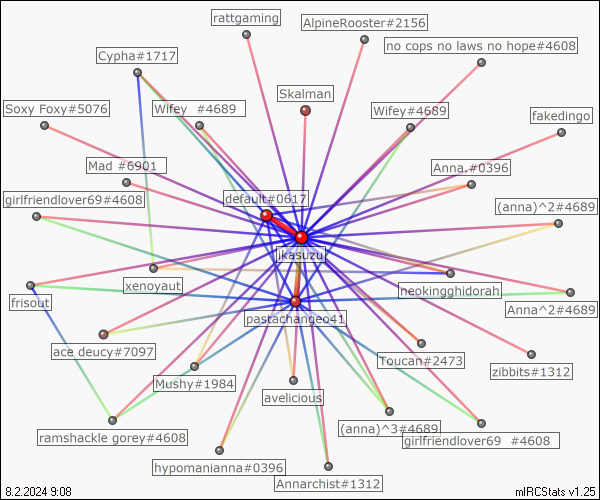 rattgaming
AlpineRooster#2156
no cops no laws no hope#4608
Cypha#1717
Skalman
Soxy Foxy#5076
Wifey #4689
Wifey#4689
fakedingo
Mad #6901
Anna.#0396
girlfriendlover69#4608
default#0617
(anna)^2#4689
ikasuzu
xenoyaut
neokingghidorah
frisout
Anna^2#4689
pastachangeo41
ace deucy#7097
Toucan#2473
zibbits#1312
Mushy#1984
avelicious
ramshackle gorey#4608
(anna)^3#4689
girlfriendlover69 #4608
hypomanianna#0396
Annarchist#1312
8.2.2024 9:08
mIRCStats v1.25